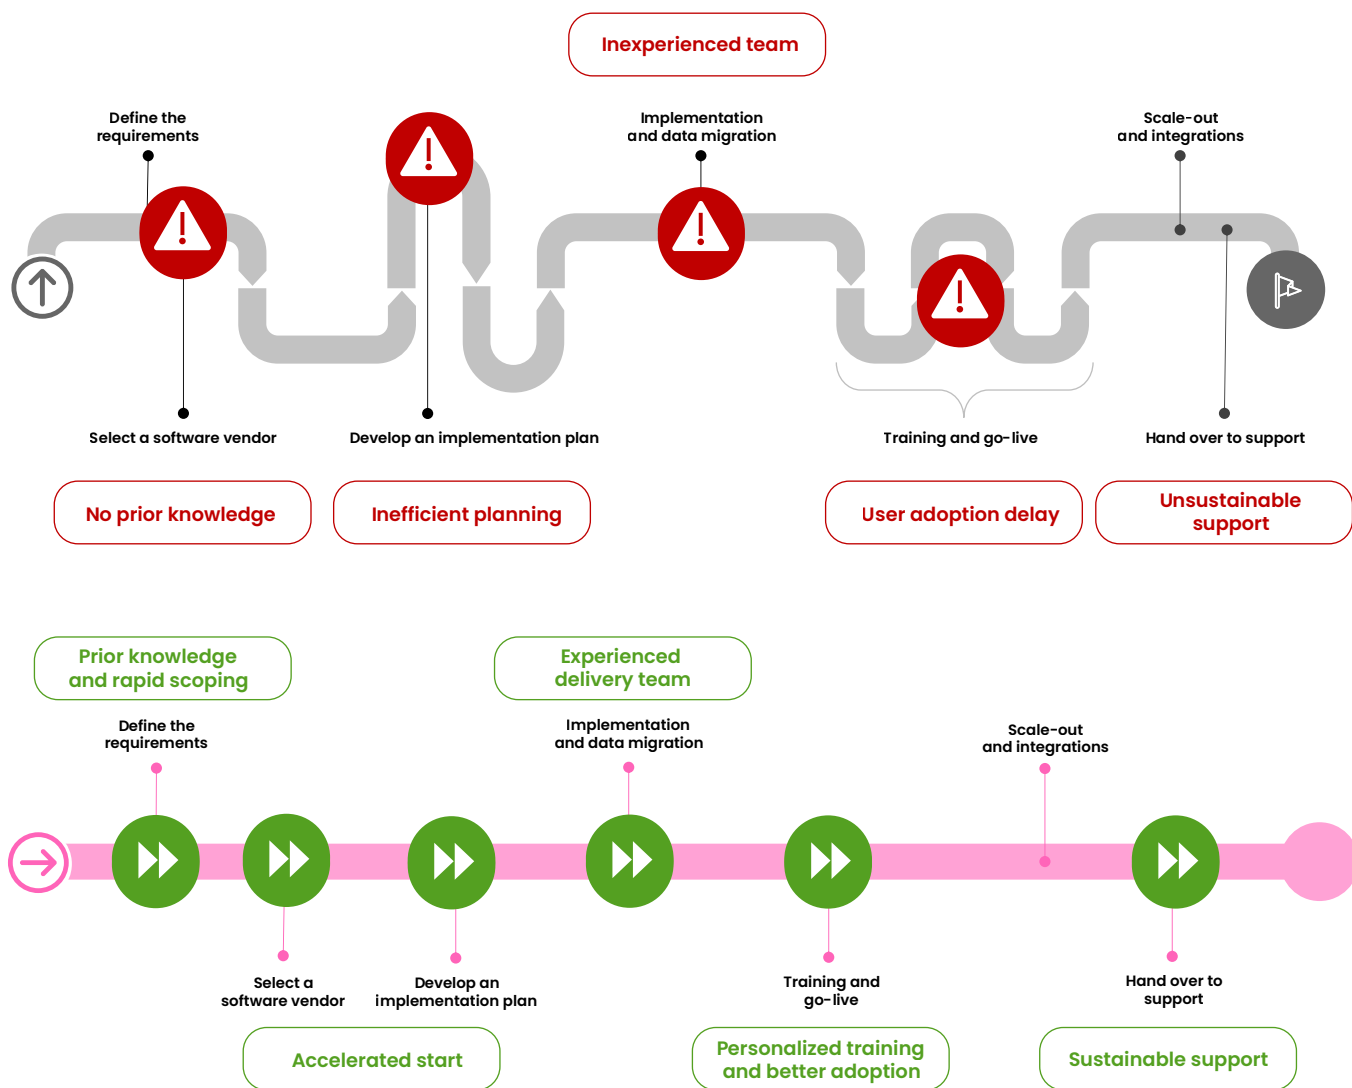 Inexperienced team
Define the
requirements
Implementation
and data migration
Scale-out
and integrations
Select a software vendor
Develop an implementation plan
Training and go-live
Hand over to support
No prior knowledge
Inefficient planning
User adoption delay
Unsustainable
support
Prior knowledge
and rapid scoping
Experienced
delivery team
Define the
requirements
Implementation
and data migration
Scale-out
and integrations
Select a
software vendor
Develop an
implementation plan
Training and
go-live
Hand over to
support
Accelerated start
Personalized training
and better adoption
Sustainable support